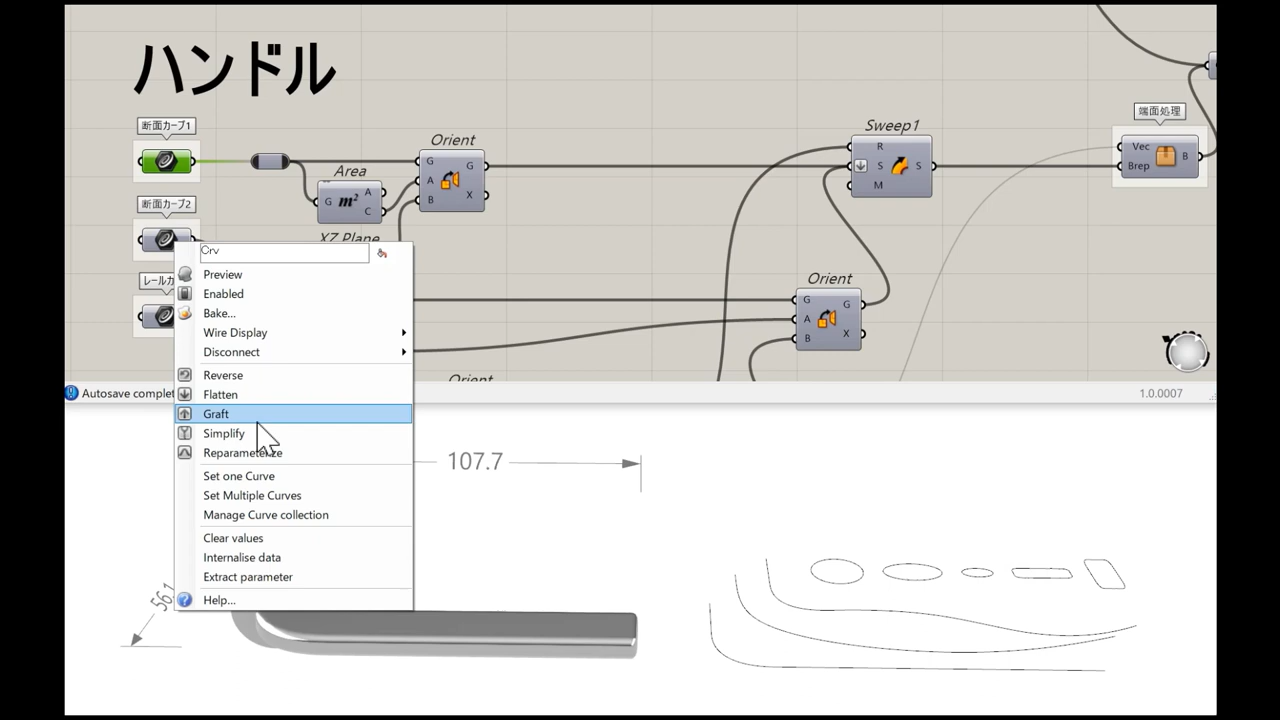 ハンドル
断面カーブ1
断面カーブ2
Area
G
A
C
XZ Plane
Orient
G
A
B
G
X
Sweep1
R
S
M
S
端面処理
Vec
Brep
B
Orient
G
A
B
G
X
Orient
Crv
Preview
Enabled
Bake...
Wire Display
Disconnect
Reverse
Flatten
Graft
Simplify
Reparameterize
Set one Curve
Set Multiple Curves
Manage Curve collection
Clear values
Internalise data
Extract parameter
Help...
1.0.0007
107.7